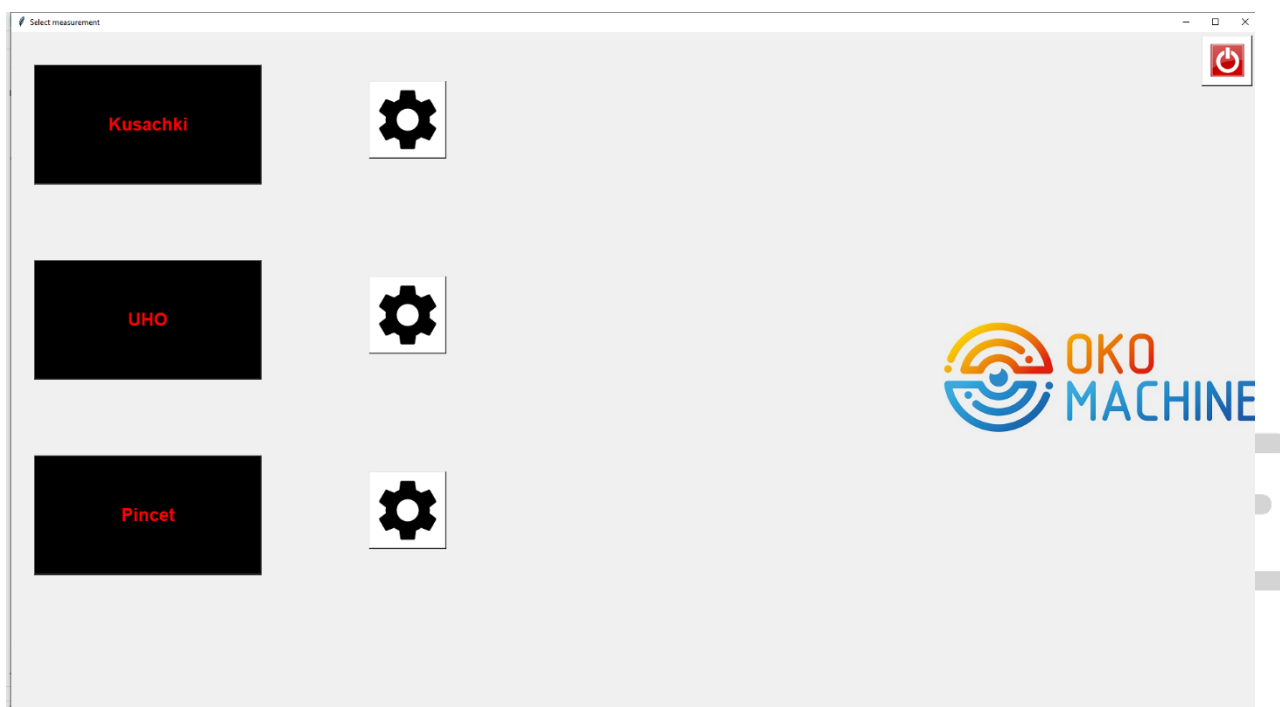 Select measurement
Kusachki
UHO
OKO
MACHINE
Pincet